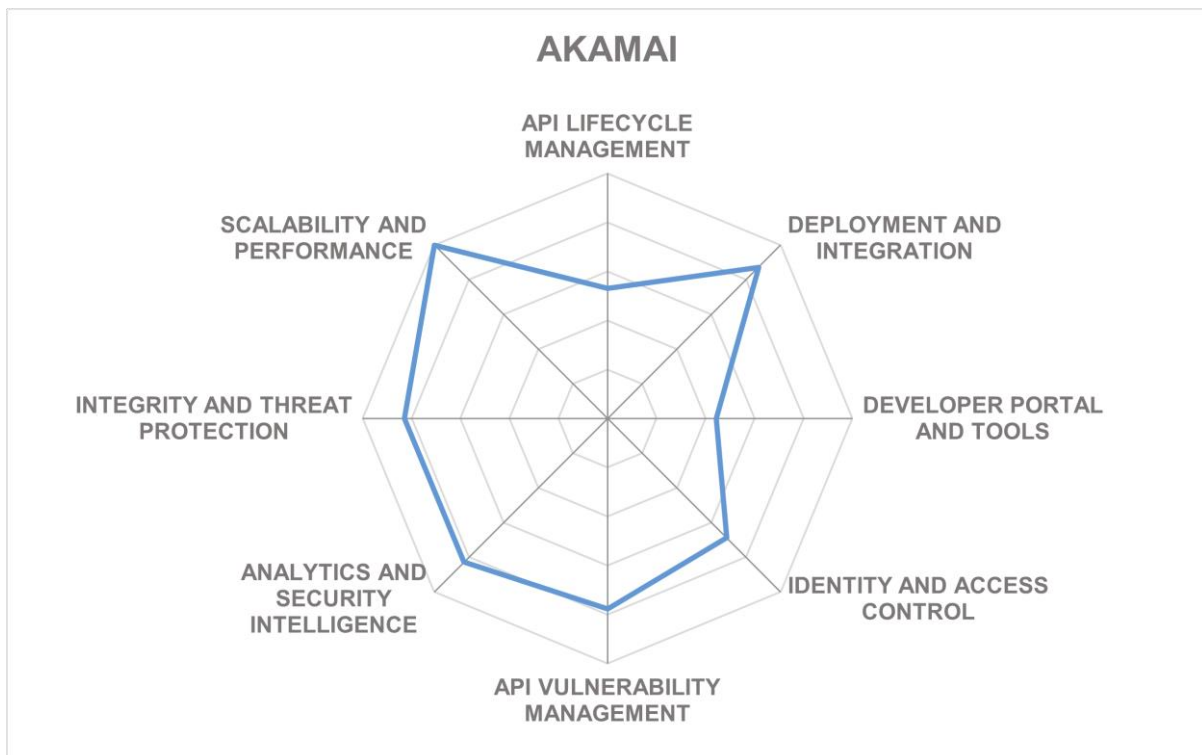 AKAMAI
API LIFECYCLE
MANAGEMENT
SCALABILITY AND
PERFORMANCE
DEPLOYMENT AND
INTEGRATION
INTEGRITY AND THREAT
PROTECTION
DEVELOPER PORTAL
AND TOOLS
ANALYTICS AND
SECURITY
INTELLIGENCE
IDENTITY AND ACCESS
CONTROL
API VULNERABILITY
MANAGEMENT